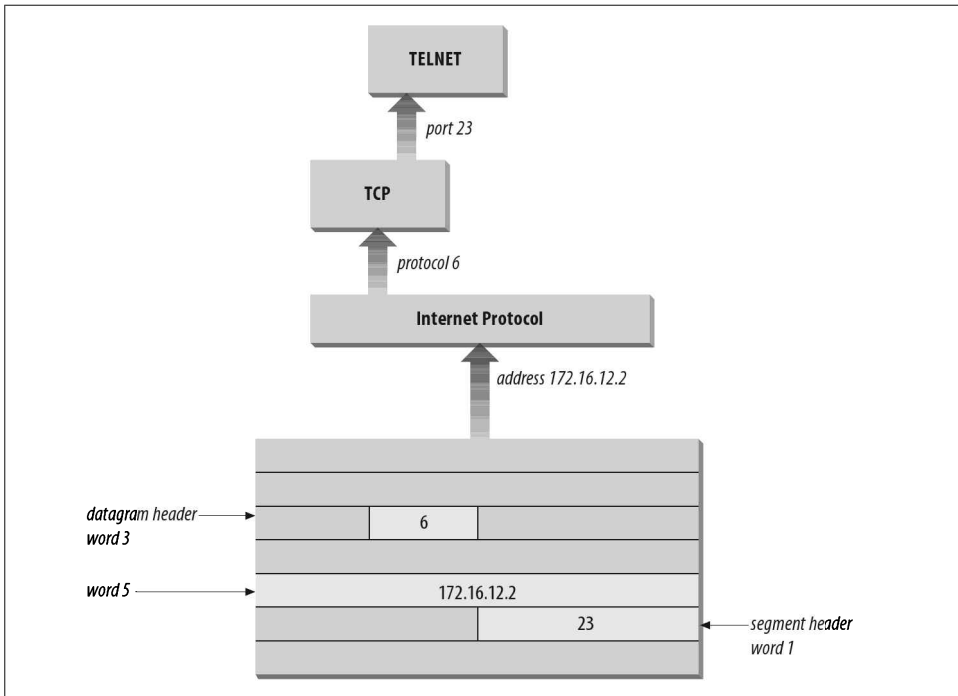 TELNET
port 23
TCP
protocol 6
Internet Protocol
address 172.16.12.2
datagram header
word 3
6
word 5
172.16.12.2
23
segment header
word 1